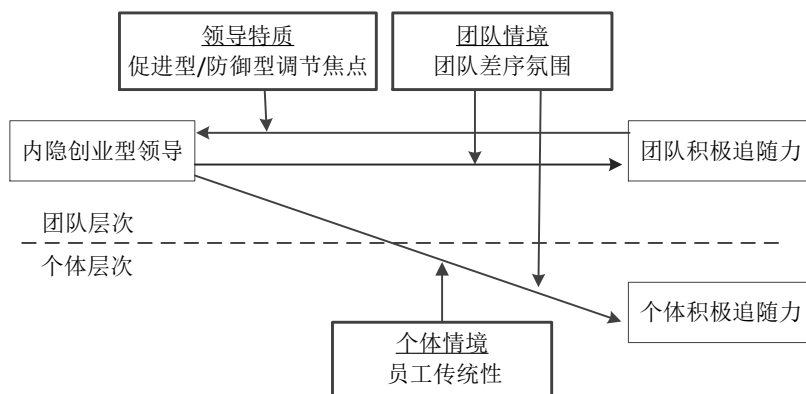 领导特质
促进型/防御型调节焦点
团队情境
团队差序氛围
内隐创业型领导
团队积极追随力
团队层次
个体层次
个体积极追随力
个体情境
员工传统性